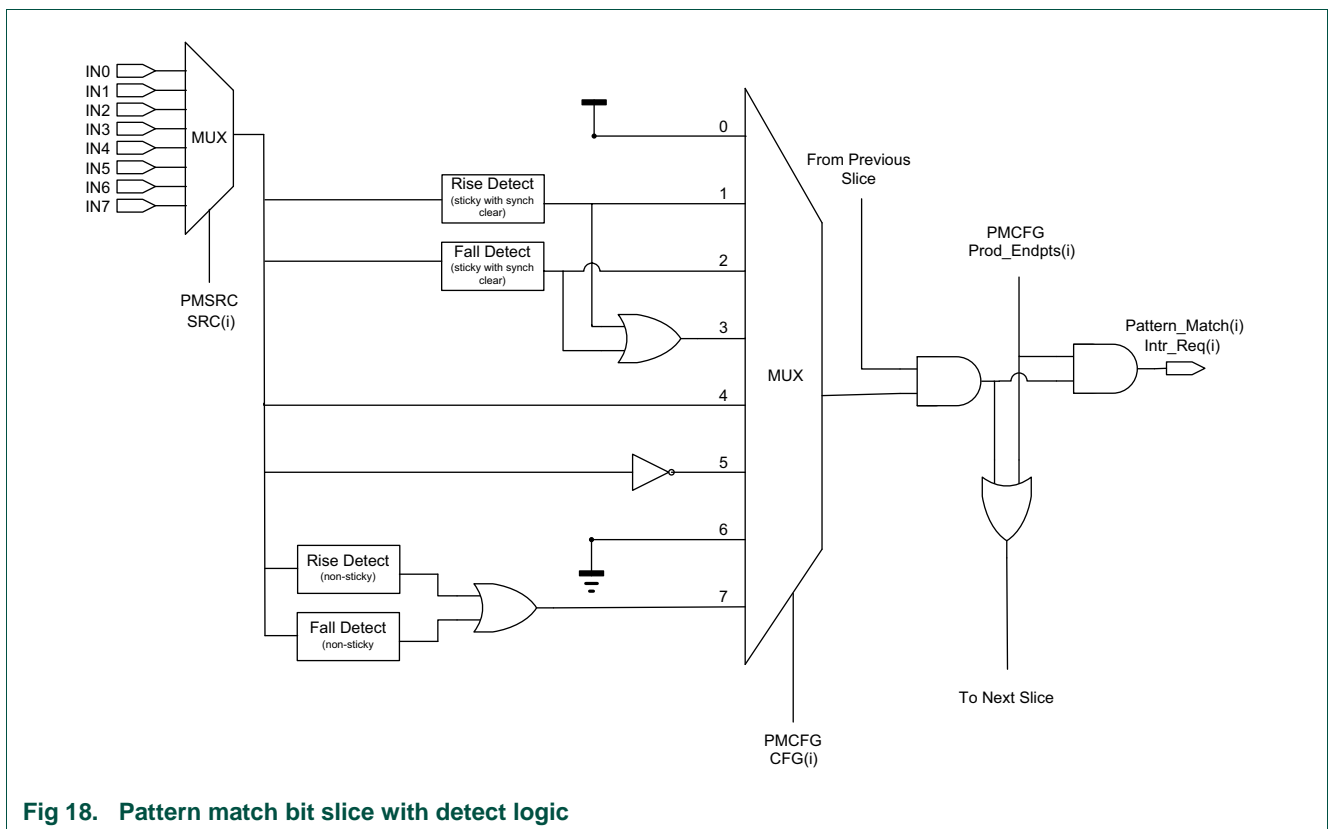 IN0
IN1
IN2
IN3
IN4
IN5
IN6
IN7
MUX
PMSRC
SRC(i)
Rise Detect
(sticky with synch
clear)
Fall Detect
(sticky with synch
clear)
Rise Detect
(non-sticky)
Fall Detect
(non-sticky
0
1
2
3
4
5
6
7
MUX
PMCFG
CFG(i)
From Previous
Slice
PMCFG
Prod_Endpts(i)
Pattern_Match(i)
Intr_Req(i)
To Next Slice
Fig 18. Pattern match bit slice with detect logic